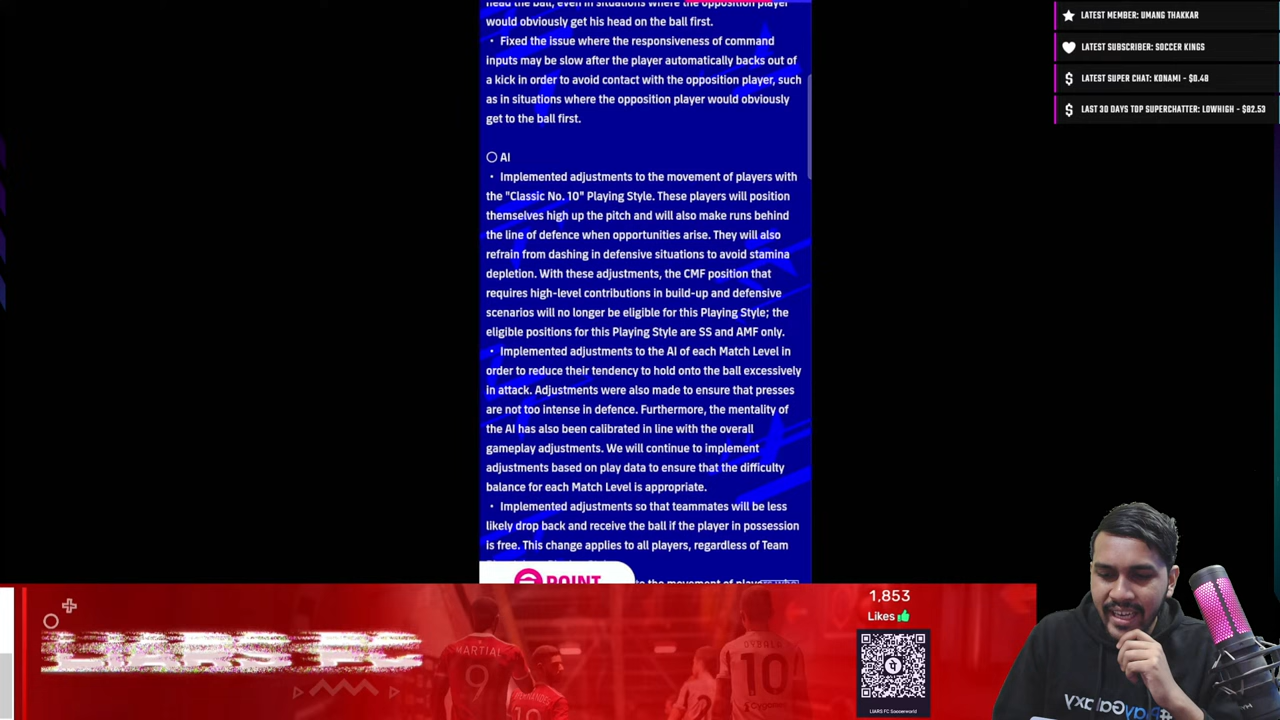 head the ball, even in situations where the opposition player
would obviously get his head on the ball first.
・ Fixed the issue where the responsiveness of command
inputs may be slow after the player automatically backs out of
a kick in order to avoid contact with the opposition player, such
as in situations where the opposition player would obviously
get to the ball first.
○ AI
・ Implemented adjustments to the movement of players with
the "Classic No. 10" Playing Style. These players will position
themselves high up the pitch and will also make runs behind
the line of defence when opportunities arise. They will also
refrain from dashing in defensive situations to avoid stamina
depletion. With these adjustments, the CMF position that
requires high-level contributions in build-up and defensive
scenarios will no longer be eligible for this Playing Style; the
eligible positions for this Playing Style are SS and AMF only.
・ Implemented adjustments to the AI of each Match Level in
order to reduce their tendency to hold onto the ball excessively
in attack. Adjustments were also made to ensure that presses
are not too intense in defence. Furthermore, the mentality of
the AI has also been calibrated in line with the overall
gameplay adjustments. We will continue to implement
adjustments based on play data to ensure that the difficulty
balance for each Match Level is appropriate.
・ Implemented adjustments so that teammates will be less
likely drop back and receive the ball if the player in possession
is free. This change applies to all players, regardless of Team
POINT
to the movement of
LATEST MEMBER: UMANG THAKKAR
LATEST SUBSCRIBER: SOCCER KINGS
LATEST SUPER CHAT: KONAMI - $0.48
LAST 30 DAYS TOP SUPERCHATTER: LOWHIGH - $82.53
LIARS FC
MARTIAL
9
DYBALA
10
1,853
Likes
LIARS FC Soccerworld
#playGalaxy